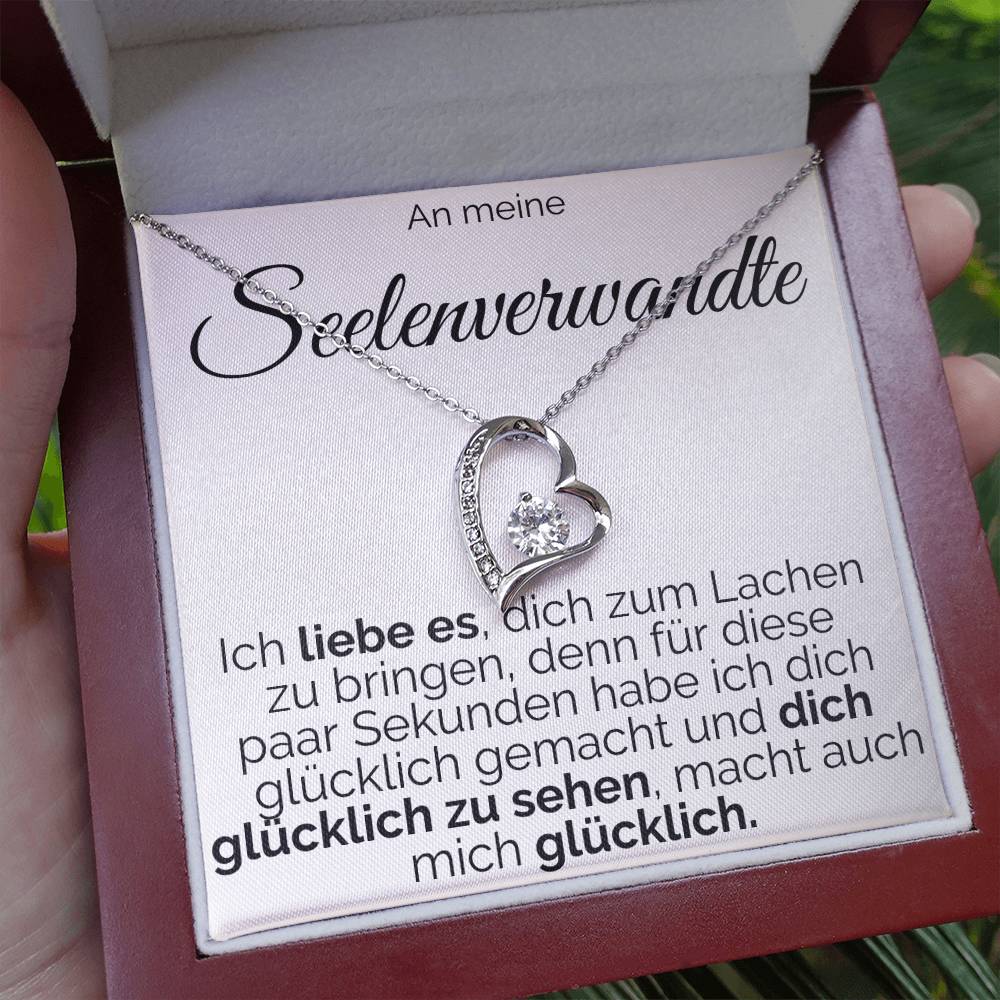 An meine
Seelenverwandte
Ich liebe es, dich zum Lachen
zu bringen, denn für diese
paar Sekunden habe ich dich
glücklich gemacht und dich
glücklich zu sehen, macht auch
mich glücklich.